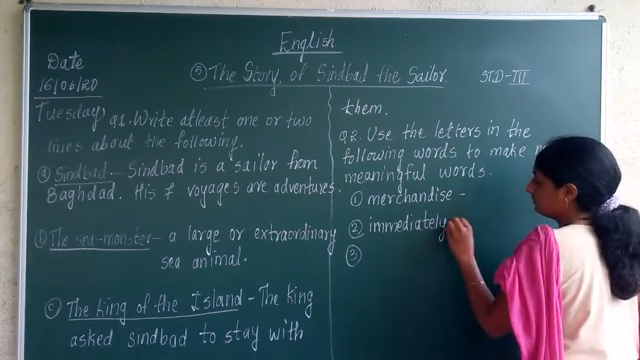 English
Date
16/06/20
Tuesday
⑤ The Story of Sindbad the Sailor
STD-III
Q1. Write atleast one or two
lines about the following.
ⓐ Sindbad - Sindbad is a sailor from
Baghdad. His 7 voyages are adventures.
ⓑ The sea-monster - a large or extraordinary
sea animal.
ⓒ The King of the Island - The king
asked sindbad to stay with
them.
Q2. Use the letters in the
following words to make
meaningful words.
① merchandise -
② immediately
③